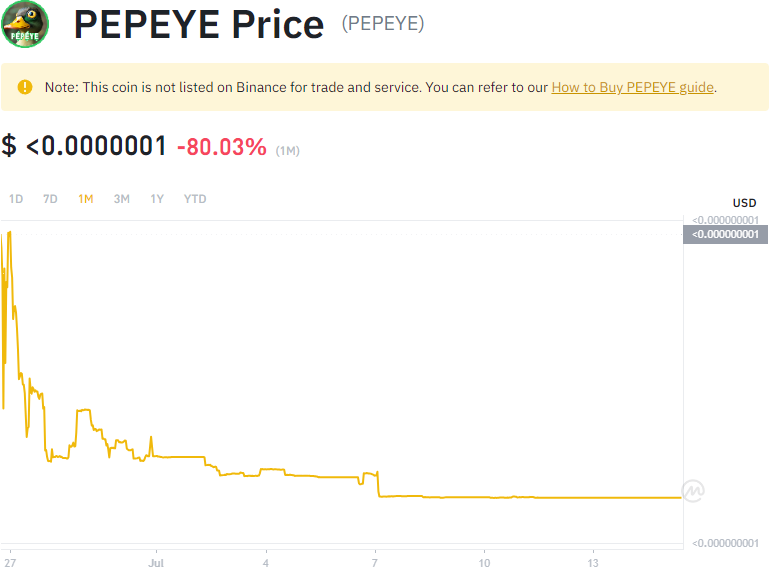 PEPEYE
PEPEYE Price (PEPEYE)
Note: This coin is not listed on Binance for trade and service. You can refer to our How to Buy PEPEYE guide.
$ <0.0000001 -80.03% (1M)
1D 7D 1M 3M 1Y YTD
USD
<0.000000001
<0.000000001
<0.000000001
27 Jul 4 7 10 13